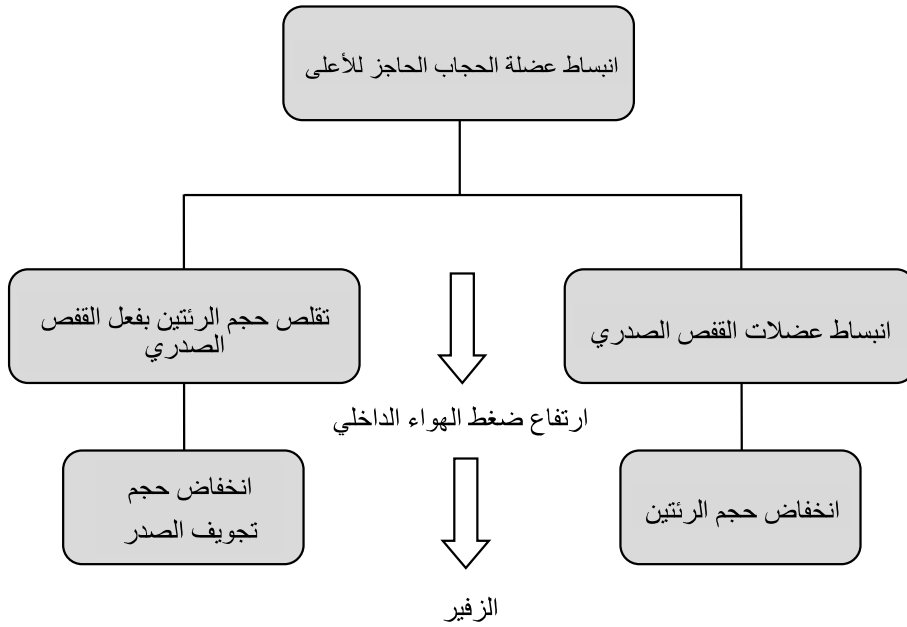 انبساط عضلة الحجاب الحاجز للأعلى
انبساط عضلات القفص الصدري
تقلص حجم الرئتين بفعل القفص
الصدري
ارتفاع ضغط الهواء الداخلي
انخفاض حجم الرئتين
انخفاض حجم
تجويف الصدر
الزفير